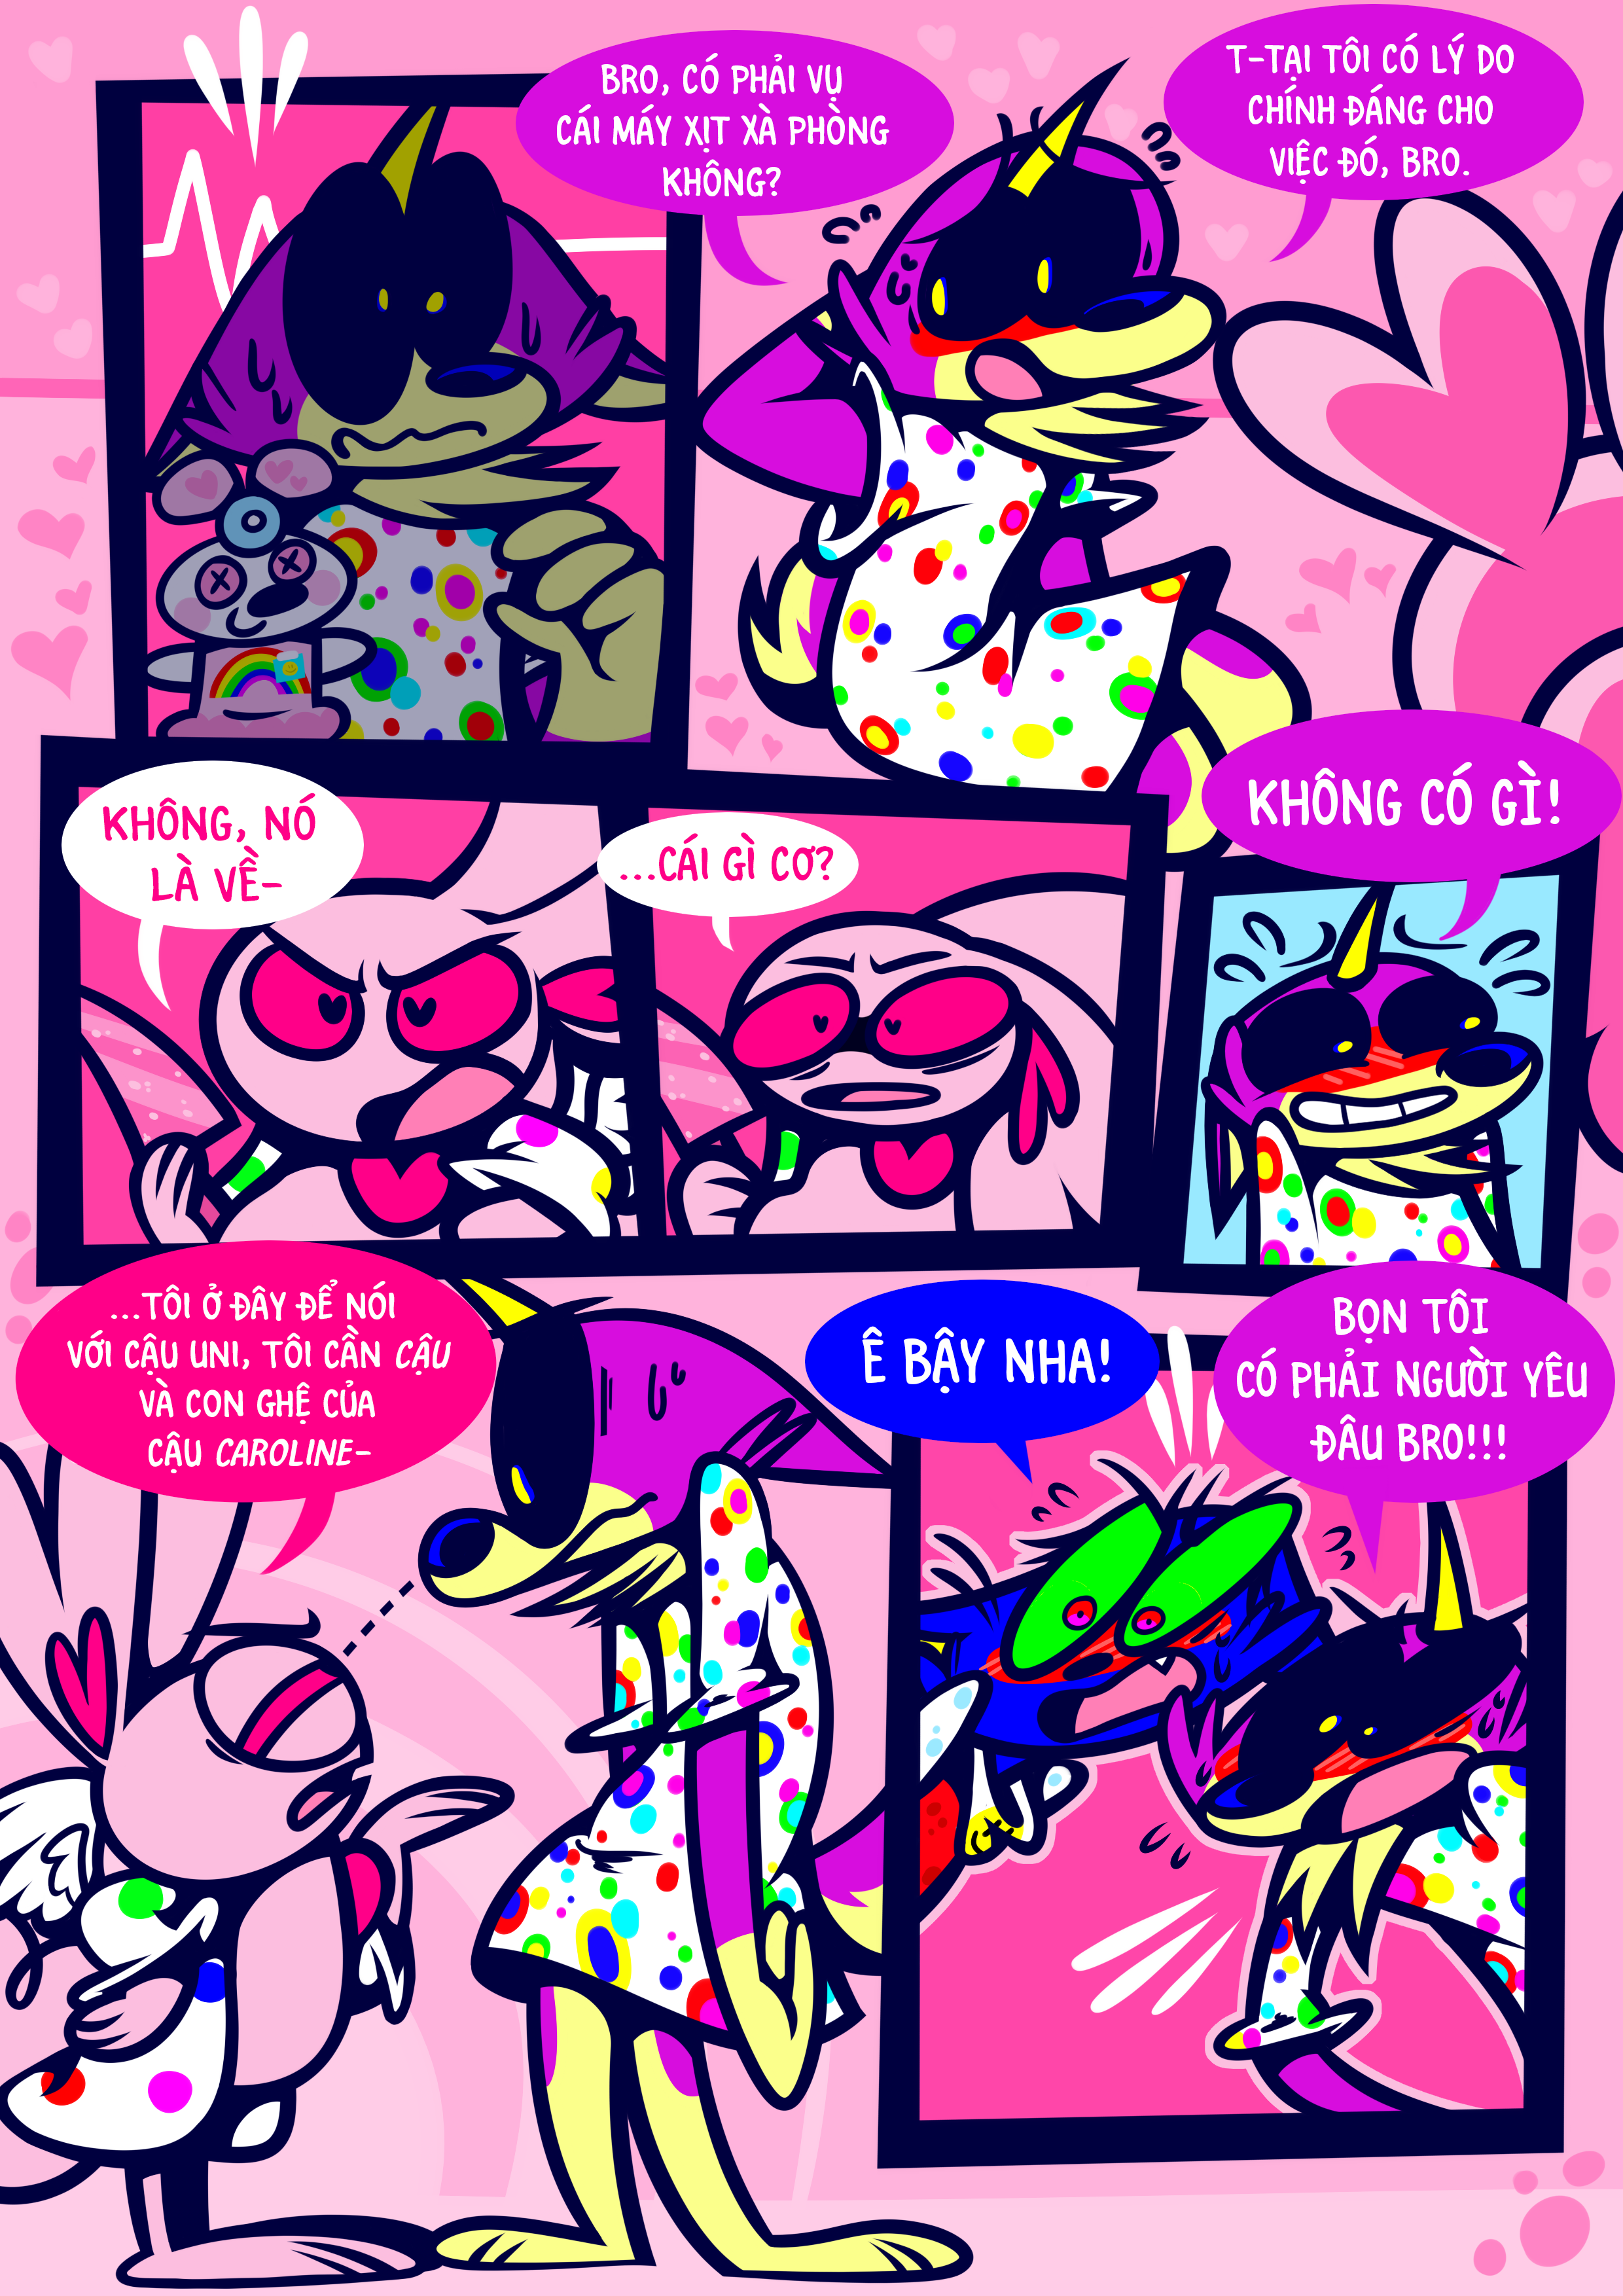 BRO, CÓ PHẢI VỤ
CÁI MÁY XỊT XÀ PHÒNG
KHÔNG?
T-TẠI TÔI CÓ LÝ DO
CHÍNH ĐÁNG CHO
VIỆC ĐÓ, BRO.
KHÔNG, NÓ
LÀ VỀ-
...CÁI GÌ CƠ?
KHÔNG CÓ GÌ!
...TÔI Ở ĐÂY ĐỂ NÓI
VỚI CẬU UNI, TÔI CẦN CẬU
VÀ CON GHỆ CỦA
CẬU CAROLINE-
Ê BẬY NHA!
BỌN TÔI
CÓ PHẢI NGƯỜI YÊU
ĐÂU BRO!!!